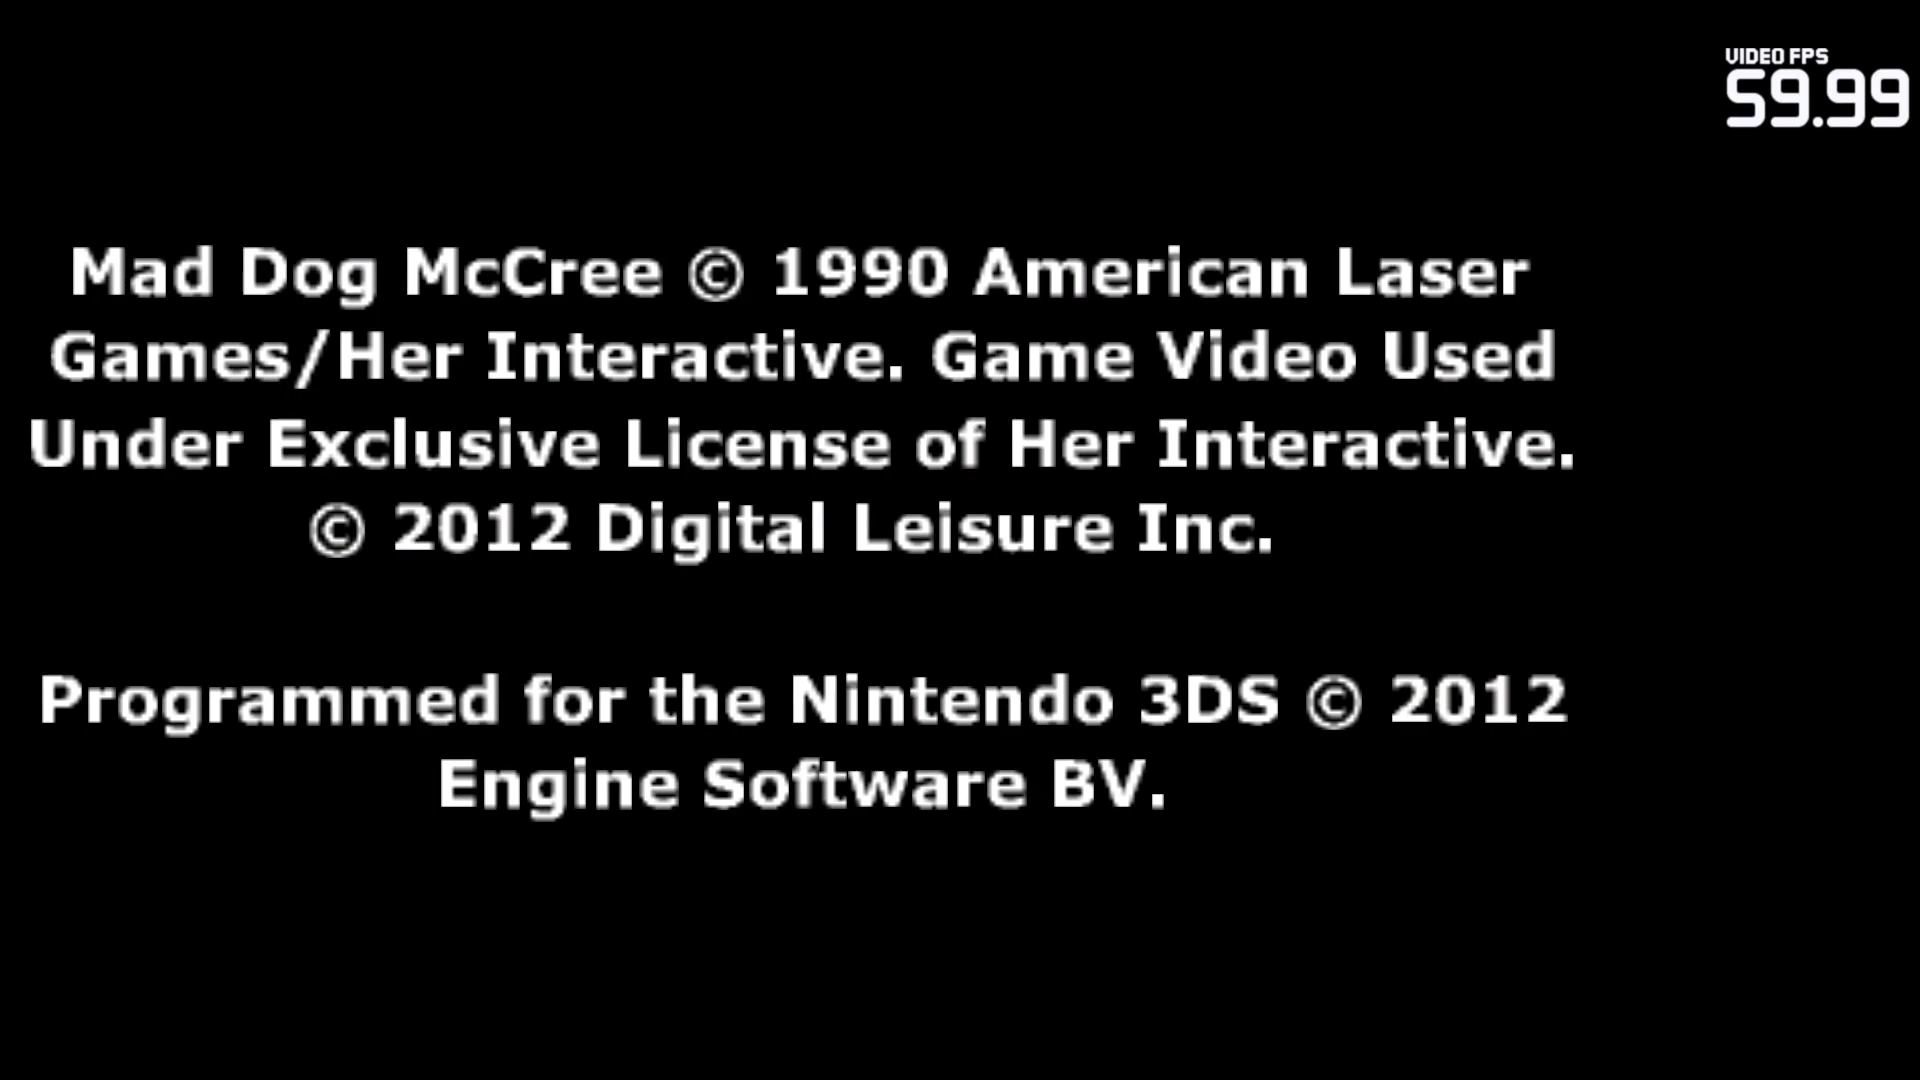 VIDEO FPS
59.99
Mad Dog McCree © 1990 American Laser
Games/Her Interactive. Game Video Used
Under Exclusive License of Her Interactive.
© 2012 Digital Leisure Inc.
Programmed for the Nintendo 3DS © 2012
Engine Software BV.